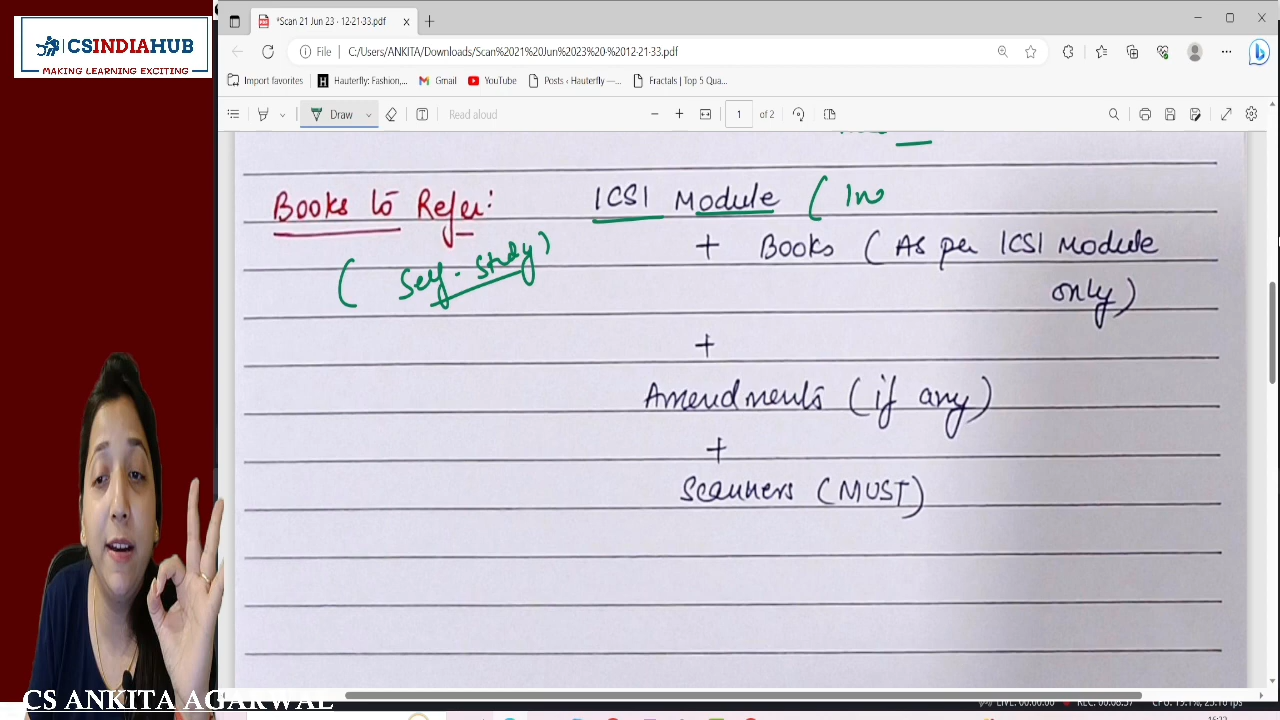 CSINDIAHUB
MAKING LEARNING EXCITING
*Scan 21 Jun 23 · 12·21·33.pdf
File
C:/Users/ANKITA/Downloads/Scan%2021%20Jun%2023%20·%2012·21·33.pdf
Import favorites
Hauterfly: Fashion,...
Gmail
YouTube
Posts ‹ Hauterfly —...
Fractals | Top 5 Qua...
Draw
Read aloud
1
of 2
Books to Refer: ICSI Module (
+ Books (As per ICSI Module
only)
(Self-Study)
+
Amendments (if any)
+
Scanners (MUST)
CS ANKITA AGARWAL